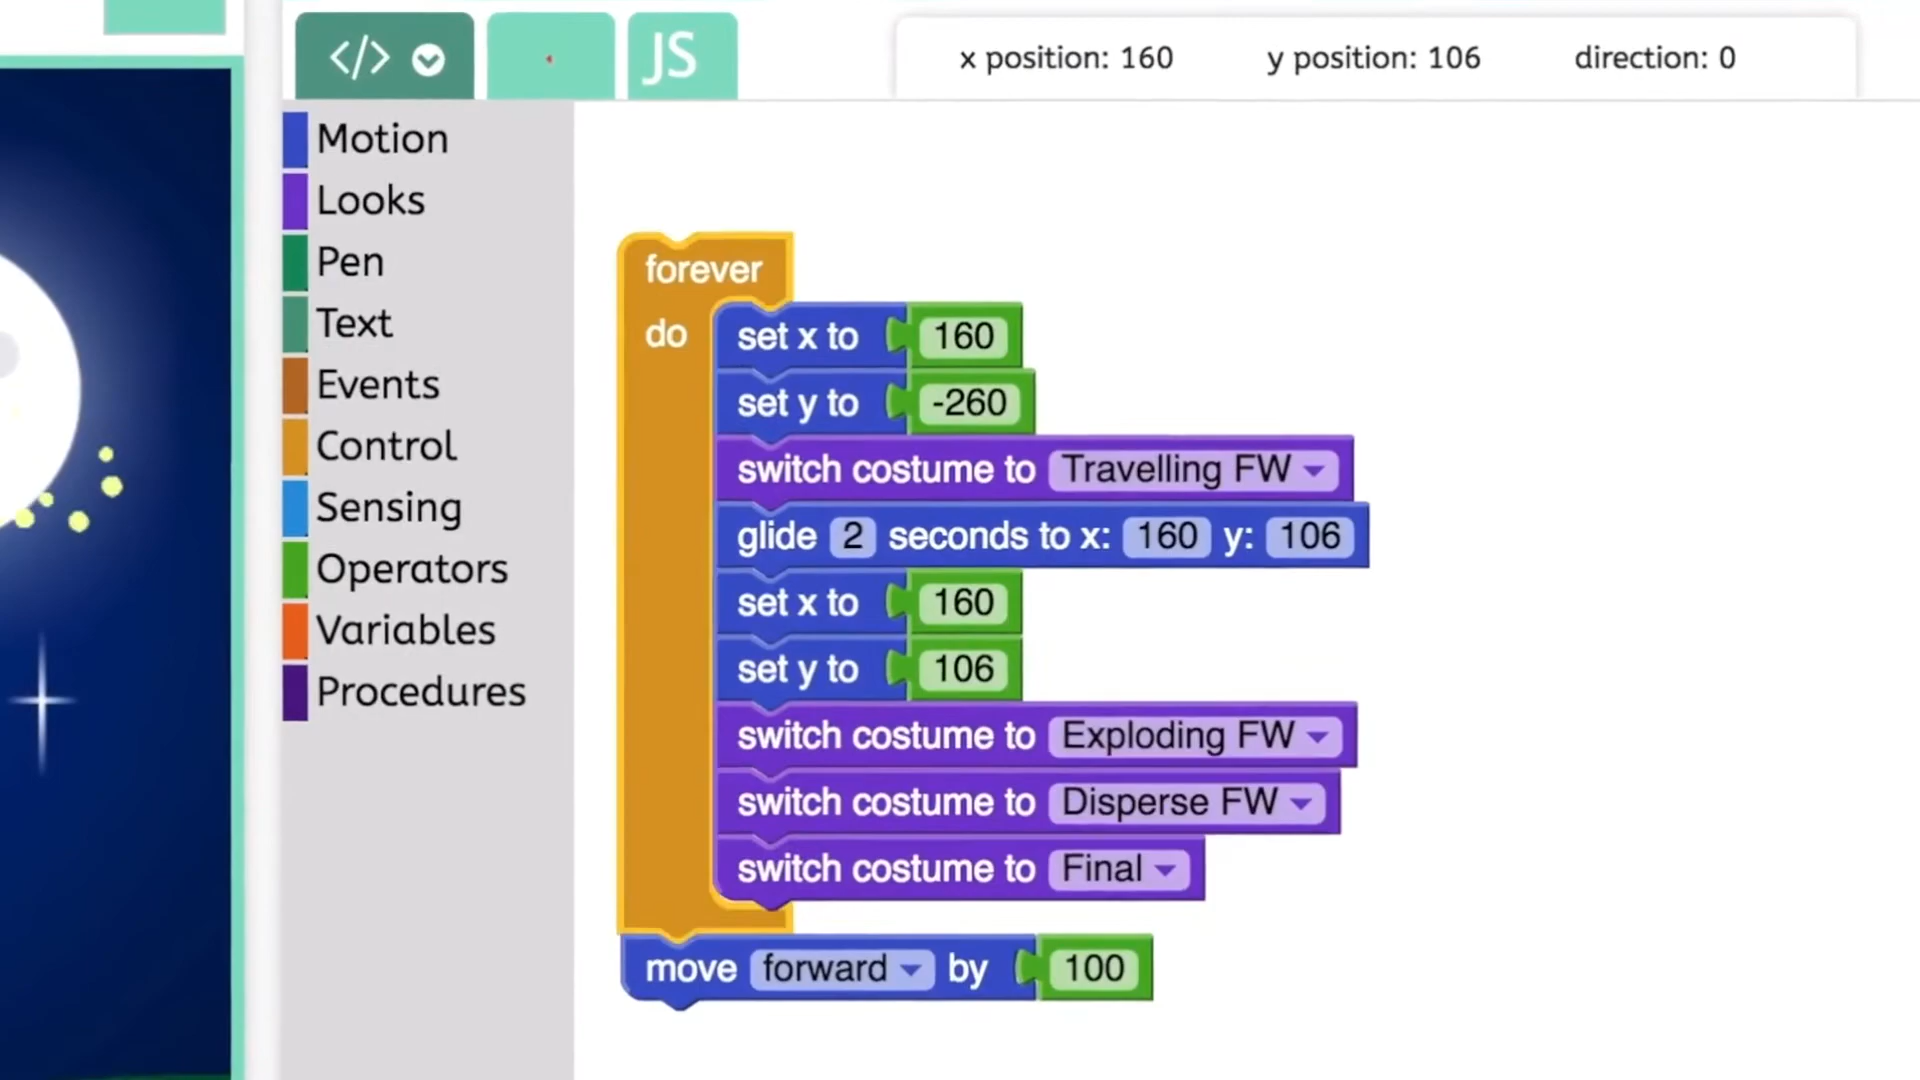 </>
JS
x position: 160 y position: 106 direction: 0
Motion
Looks
Pen
Text
Events
Control
Sensing
Operators
Variables
Procedures
forever
do
set x to 160
set y to -260
switch costume to Travelling FW
glide 2 seconds to x: 160 y: 106
set x to 160
set y to 106
switch costume to Exploding FW
switch costume to Disperse FW
switch costume to Final
move forward by 100